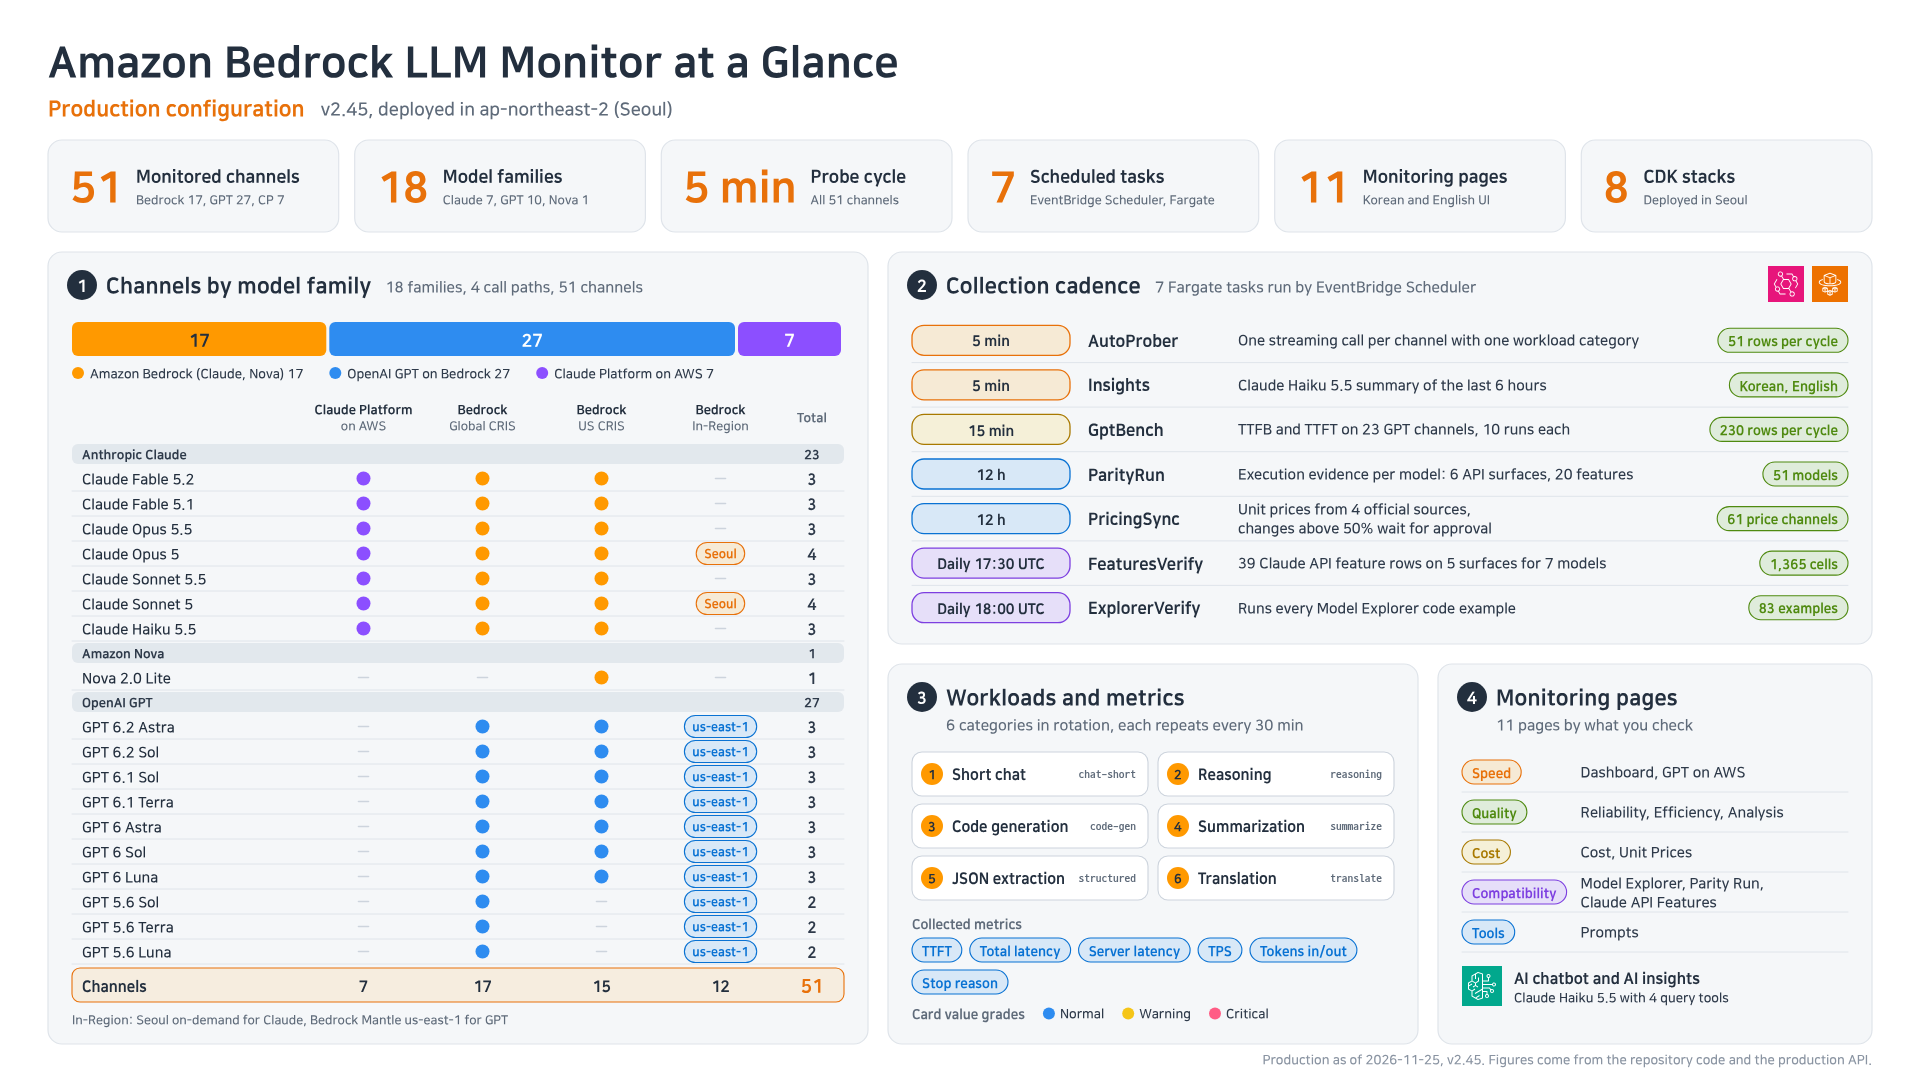 Amazon Bedrock LLM Monitor at a Glance
Production configuration v2.45, deployed in ap-northeast-2 (Seoul)
51 Monitored channels
Bedrock 17, GPT 27, CP 7
18 Model families
Claude 7, GPT 10, Nova 1
5 min Probe cycle
All 51 channels
7 Scheduled tasks
EventBridge Scheduler, Fargate
11 Monitoring pages
Korean and English UI
8 CDK stacks
Deployed in Seoul
1 Channels by model family 18 families, 4 call paths, 51 channels
17 27 7
Amazon Bedrock (Claude, Nova) 17 OpenAI GPT on Bedrock 27 Claude Platform on AWS 7
Claude Platform Bedrock Bedrock Bedrock Total
on AWS Global CRIS US CRIS In-Region
Anthropic Claude 23
Claude Fable 5.2 — 3
Claude Fable 5.1 — 3
Claude Opus 5.5 — 3
Claude Opus 5 Seoul 4
Claude Sonnet 5.5 — 3
Claude Sonnet 5 Seoul 4
Claude Haiku 5.5 — 3
Amazon Nova 1
Nova 2.0 Lite — — — 1
OpenAI GPT 27
GPT 6.2 Astra — us-east-1 3
GPT 6.2 Sol — us-east-1 3
GPT 6.1 Sol — us-east-1 3
GPT 6.1 Terra — us-east-1 3
GPT 6 Astra — us-east-1 3
GPT 6 Sol — us-east-1 3
GPT 6 Luna — us-east-1 3
GPT 5.6 Sol — — us-east-1 2
GPT 5.6 Terra — — us-east-1 2
GPT 5.6 Luna — — us-east-1 2
Channels 7 17 15 12 51
In-Region: Seoul on-demand for Claude, Bedrock Mantle us-east-1 for GPT
2 Collection cadence 7 Fargate tasks run by EventBridge Scheduler
5 min AutoProber One streaming call per channel with one workload category 51 rows per cycle
5 min Insights Claude Haiku 5.5 summary of the last 6 hours Korean, English
15 min GptBench TTFB and TTFT on 23 GPT channels, 10 runs each 230 rows per cycle
12 h ParityRun Execution evidence per model: 6 API surfaces, 20 features 51 models
12 h PricingSync Unit prices from 4 official sources,
changes above 50% wait for approval 61 price channels
Daily 17:30 UTC FeaturesVerify 39 Claude API feature rows on 5 surfaces for 7 models 1,365 cells
Daily 18:00 UTC ExplorerVerify Runs every Model Explorer code example 83 examples
3 Workloads and metrics
6 categories in rotation, each repeats every 30 min
1 Short chat chat-short
2 Reasoning reasoning
3 Code generation code-gen
4 Summarization summarize
5 JSON extraction structured
6 Translation translate
Collected metrics
TTFT Total latency Server latency TPS Tokens in/out
Stop reason
Card value grades Normal Warning Critical
4 Monitoring pages
11 pages by what you check
Speed Dashboard, GPT on AWS
Quality Reliability, Efficiency, Analysis
Cost Cost, Unit Prices
Compatibility Model Explorer, Parity Run,
Claude API Features
Tools Prompts
AI chatbot and AI insights
Claude Haiku 5.5 with 4 query tools
Production as of 2026-11-25, v2.45. Figures come from the repository code and the production API.